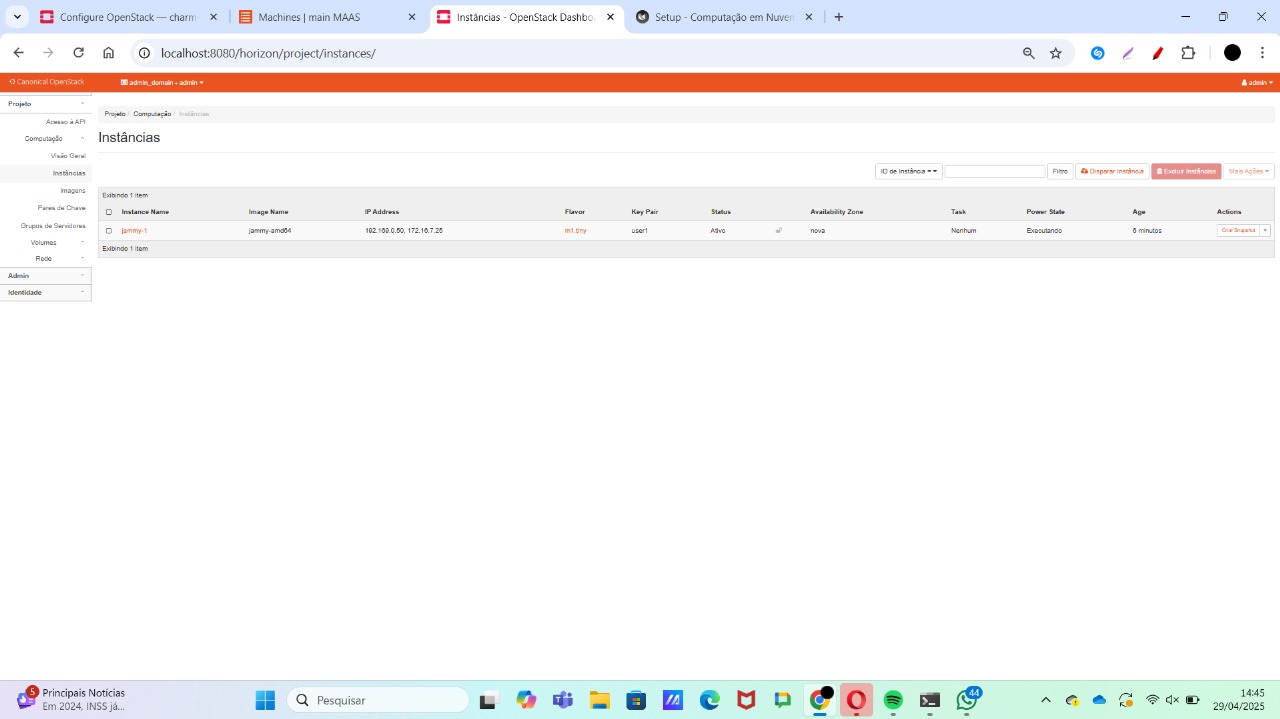 Configure OpenStack — charm
Machines | main MAAS
Instâncias - OpenStack Dashbo
Setup - Computação em Nuven
localhost:8080/horizon/project/instances/
Canonical OpenStack
admin_domain • admin
admin
Projeto
Acesso à API
Computação
Visão Geral
Instâncias
Imagens
Pares de Chave
Grupos de Servidores
Volumes
Rede
Admin
Identidade
Projeto / Computação / Instâncias
Instâncias
ID de Instância =
Filtro
Disparar Instância
Excluir Instâncias
Mais Ações
Exibindo 1 item
Instance Name Image Name IP Address Flavor Key Pair Status Availability Zone Task Power State Age Actions
jammy-1 jammy-amd64 192.169.0.50, 172.16.7.25 m1.tiny user1 Ativo nova Nenhum Executando 6 minutos Criar Snapshot
Exibindo 1 item
5
Principais Notícias
Em 2024, INSS já...
Pesquisar
44
14:45
29/04/2025